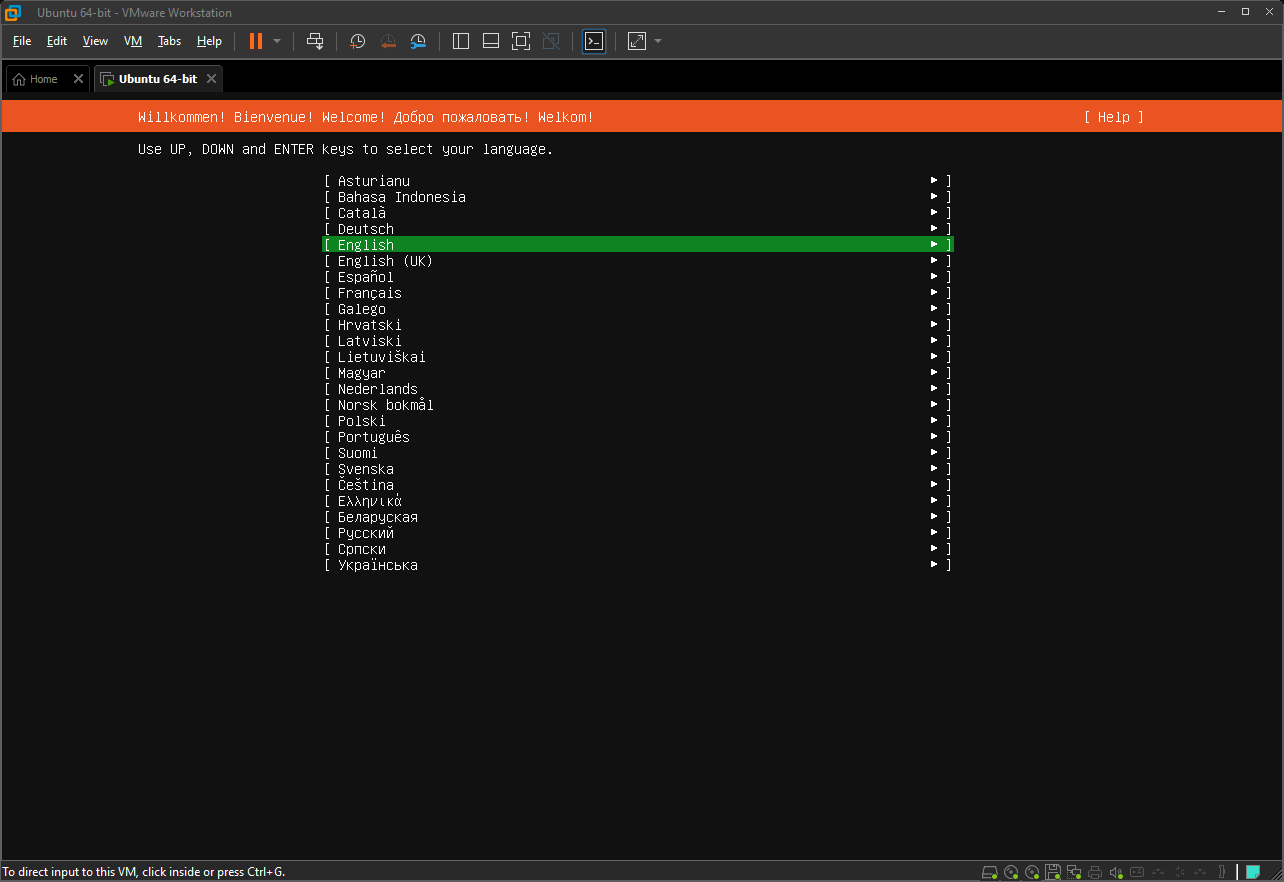 Ubuntu 64-bit - VMware Workstation
File Edit View VM Tabs Help
Home Ubuntu 64-bit
Willkommen! Bienvenue! Welcome! Добро пожаловать! Welkom! [ Help ]
Use UP, DOWN and ENTER keys to select your language.
[ Asturianu ▸ ]
[ Bahasa Indonesia ▸ ]
[ Català ▸ ]
[ Deutsch ▸ ]
[ English ▸ ]
[ English (UK) ▸ ]
[ Español ▸ ]
[ Français ▸ ]
[ Galego ▸ ]
[ Hrvatski ▸ ]
[ Latviski ▸ ]
[ Lietuviškai ▸ ]
[ Magyar ▸ ]
[ Nederlands ▸ ]
[ Norsk bokmål ▸ ]
[ Polski ▸ ]
[ Português ▸ ]
[ Suomi ▸ ]
[ Svenska ▸ ]
[ Čeština ▸ ]
[ Ελληνικά ▸ ]
[ Беларуская ▸ ]
[ Русский ▸ ]
[ Српски ▸ ]
[ Українська ▸ ]
To direct input to this VM, click inside or press Ctrl+G.